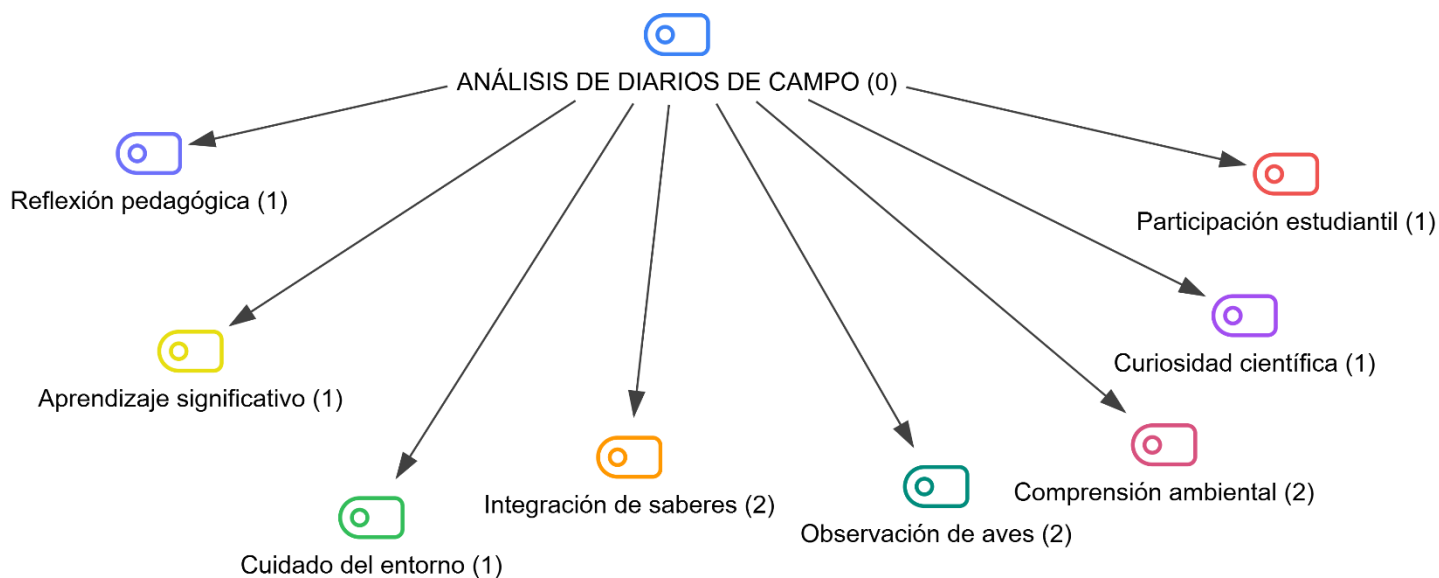 ANÁLISIS DE DIARIOS DE CAMPO (0)
Reflexión pedagógica (1)
Participación estudiantil (1)
Aprendizaje significativo (1)
Curiosidad científica (1)
Integración de saberes (2)
Comprensión ambiental (2)
Observación de aves (2)
Cuidado del entorno (1)